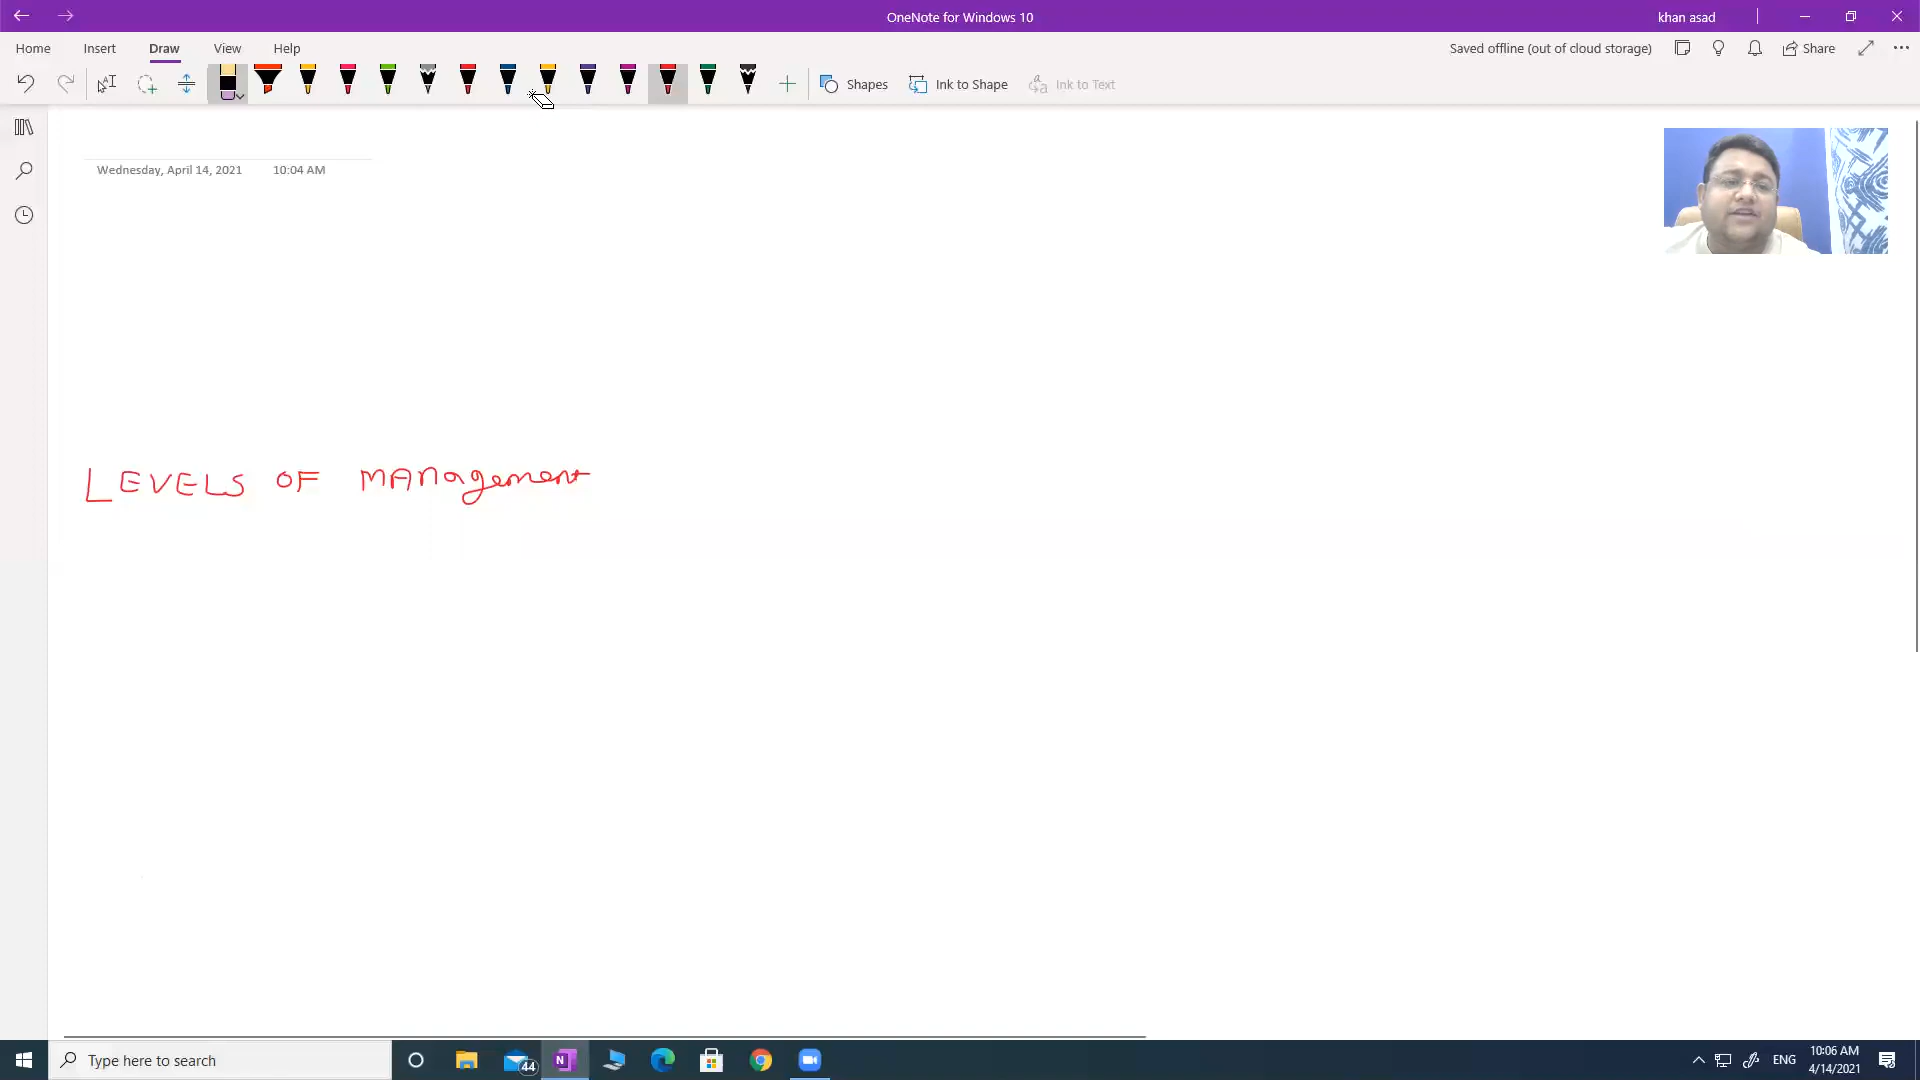 OneNote for Windows 10
khan asad
Home Insert Draw View Help
Saved offline (out of cloud storage)
Share
Shapes
Ink to Shape
Ink to Text
Wednesday, April 14, 2021 10:04 AM
LEVELS OF MANagement
Type here to search
44
N
ENG
10:06 AM
4/14/2021